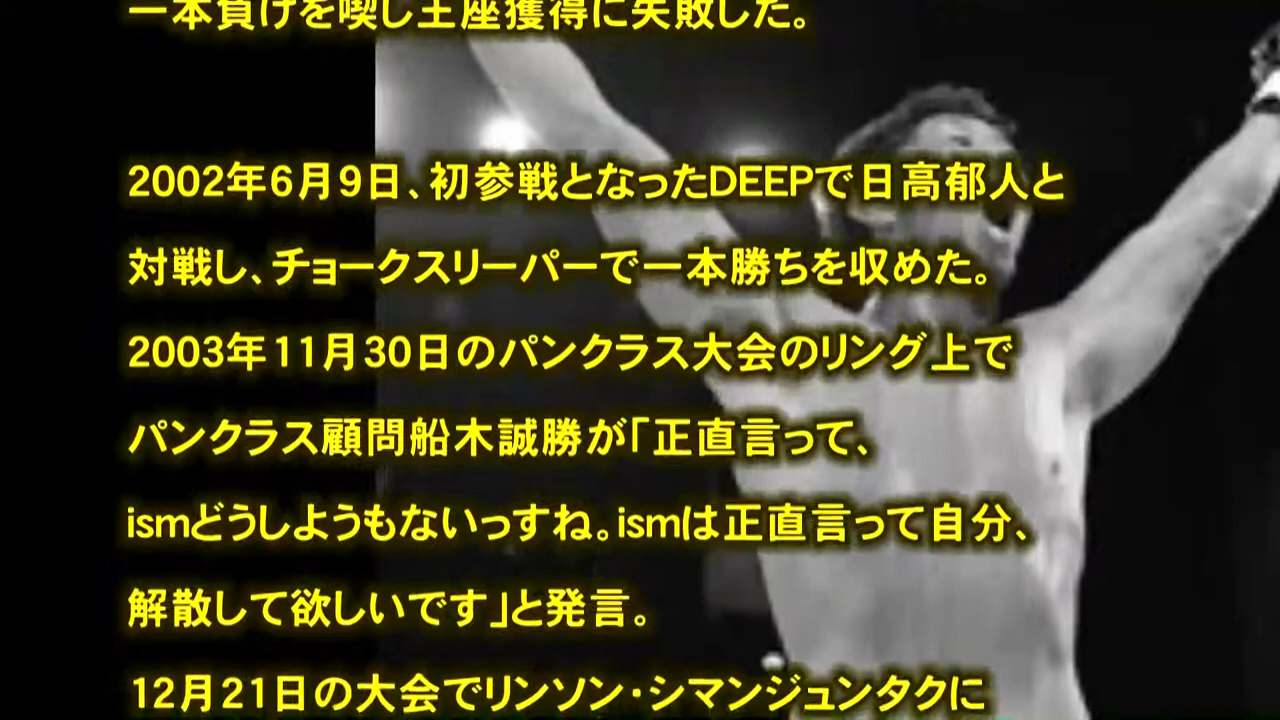 一本負けを喫し王座獲得に失敗した。
2002年6月9日、初参戦となったDEEPで日高郁人と
対戦し、チョークスリーパーで一本勝ちを収めた。
2003年11月30日のパンクラス大会のリング上で
パンクラス顧問船木誠勝が「正直言って、
ismどうしようもないっすね。ismは正直言って自分、
解散して欲しいです」と発言。
12月21日の大会でリンソン・シマンジュンタクに